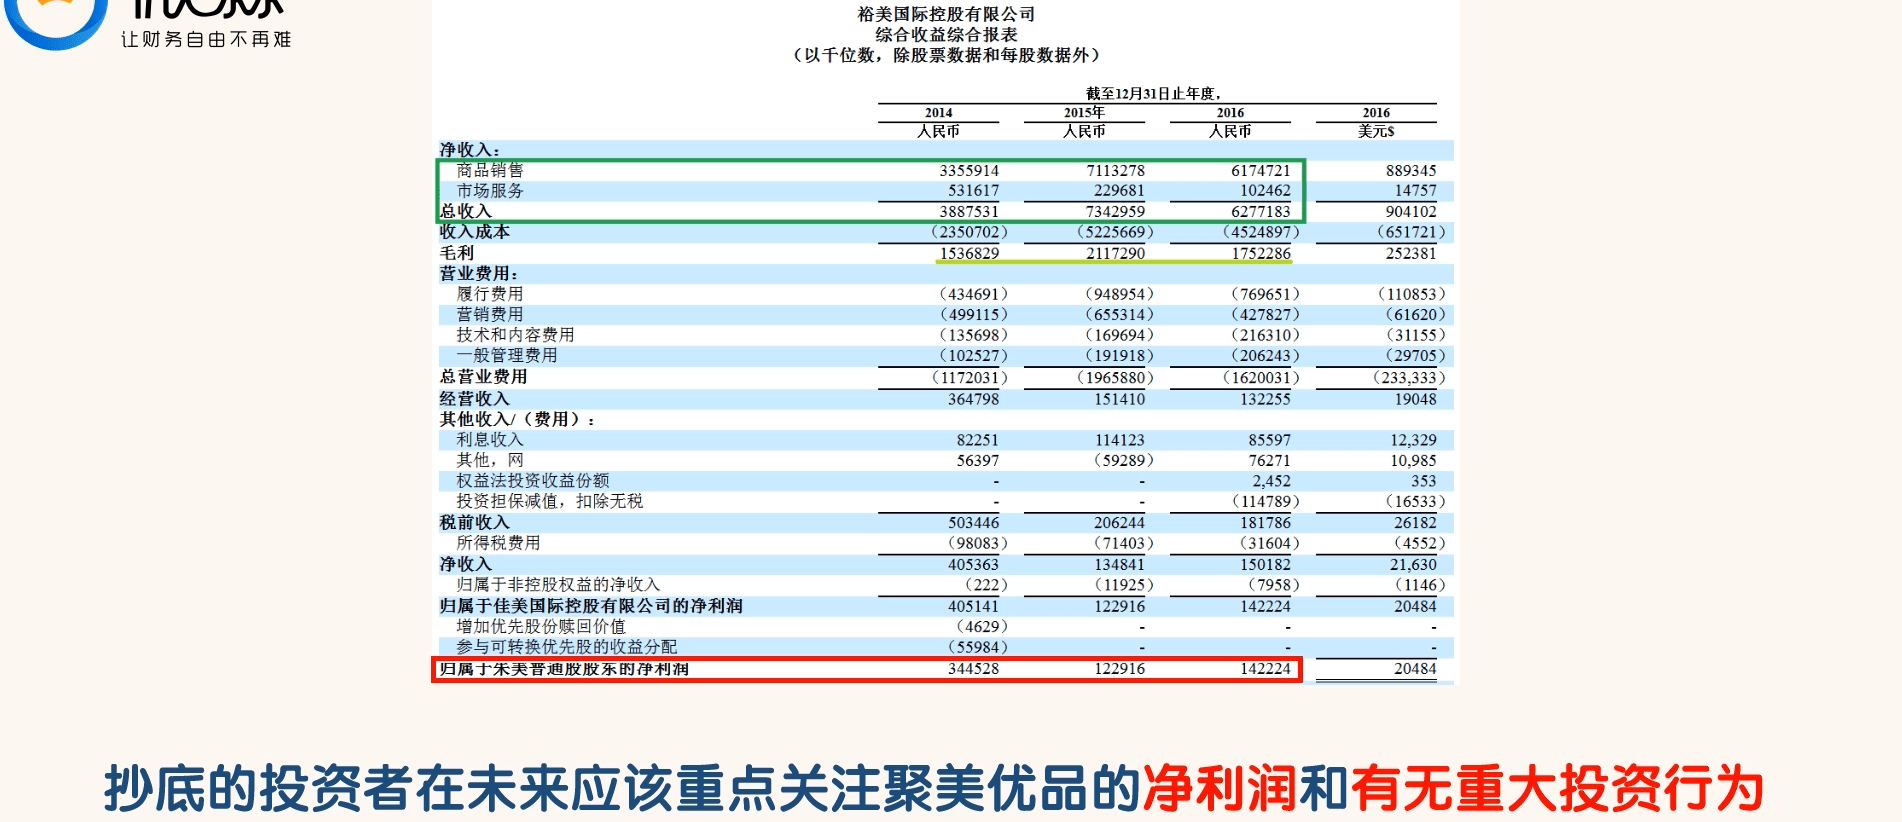 让财务自由不再难
裕美国际控股有限公司
综合收益综合报表
（以千位数，除股票数据和每股数据外）
截至12月31日止年度，
2014 2015年 2016 2016
人民币 人民币 人民币 美元$
净收入：
商品销售 3355914 7113278 6174721 889345
市场服务 531617 229681 102462 14757
总收入 3887531 7342959 6277183 904102
收入成本 （2350702） （5225669） （4524897） （651721）
毛利 1536829 2117290 1752286 252381
营业费用：
履行费用 （434691） （948954） （769651） （110853）
营销费用 （499115） （655314） （427827） （61620）
技术和内容费用 （135698） （169694） （216310） （31155）
一般管理费用 （102527） （191918） （206243） （29705）
总营业费用 （1172031） （1965880） （1620031） （233,333）
经营收入 364798 151410 132255 19048
其他收入/（费用）：
利息收入 82251 114123 85597 12,329
其他，网 56397 （59289） 76271 10,985
权益法投资收益份额 - - 2,452 353
投资担保减值，扣除无税 - - （114789） （16533）
税前收入 503446 206244 181786 26182
所得税费用 （98083） （71403） （31604） （4552）
净收入 405363 134841 150182 21,630
归属于非控股权益的净收入 （222） （11925） （7958） （1146）
归属于佳美国际控股有限公司的净利润 405141 122916 142224 20484
增加优先股份赎回价值 （4629） - - -
参与可转换优先股的收益分配 （55984） - - -
归属于朱美普通股股东的净利润 344528 122916 142224 20484
抄底的投资者在未来应该重点关注聚美优品的净利润和有无重大投资行为